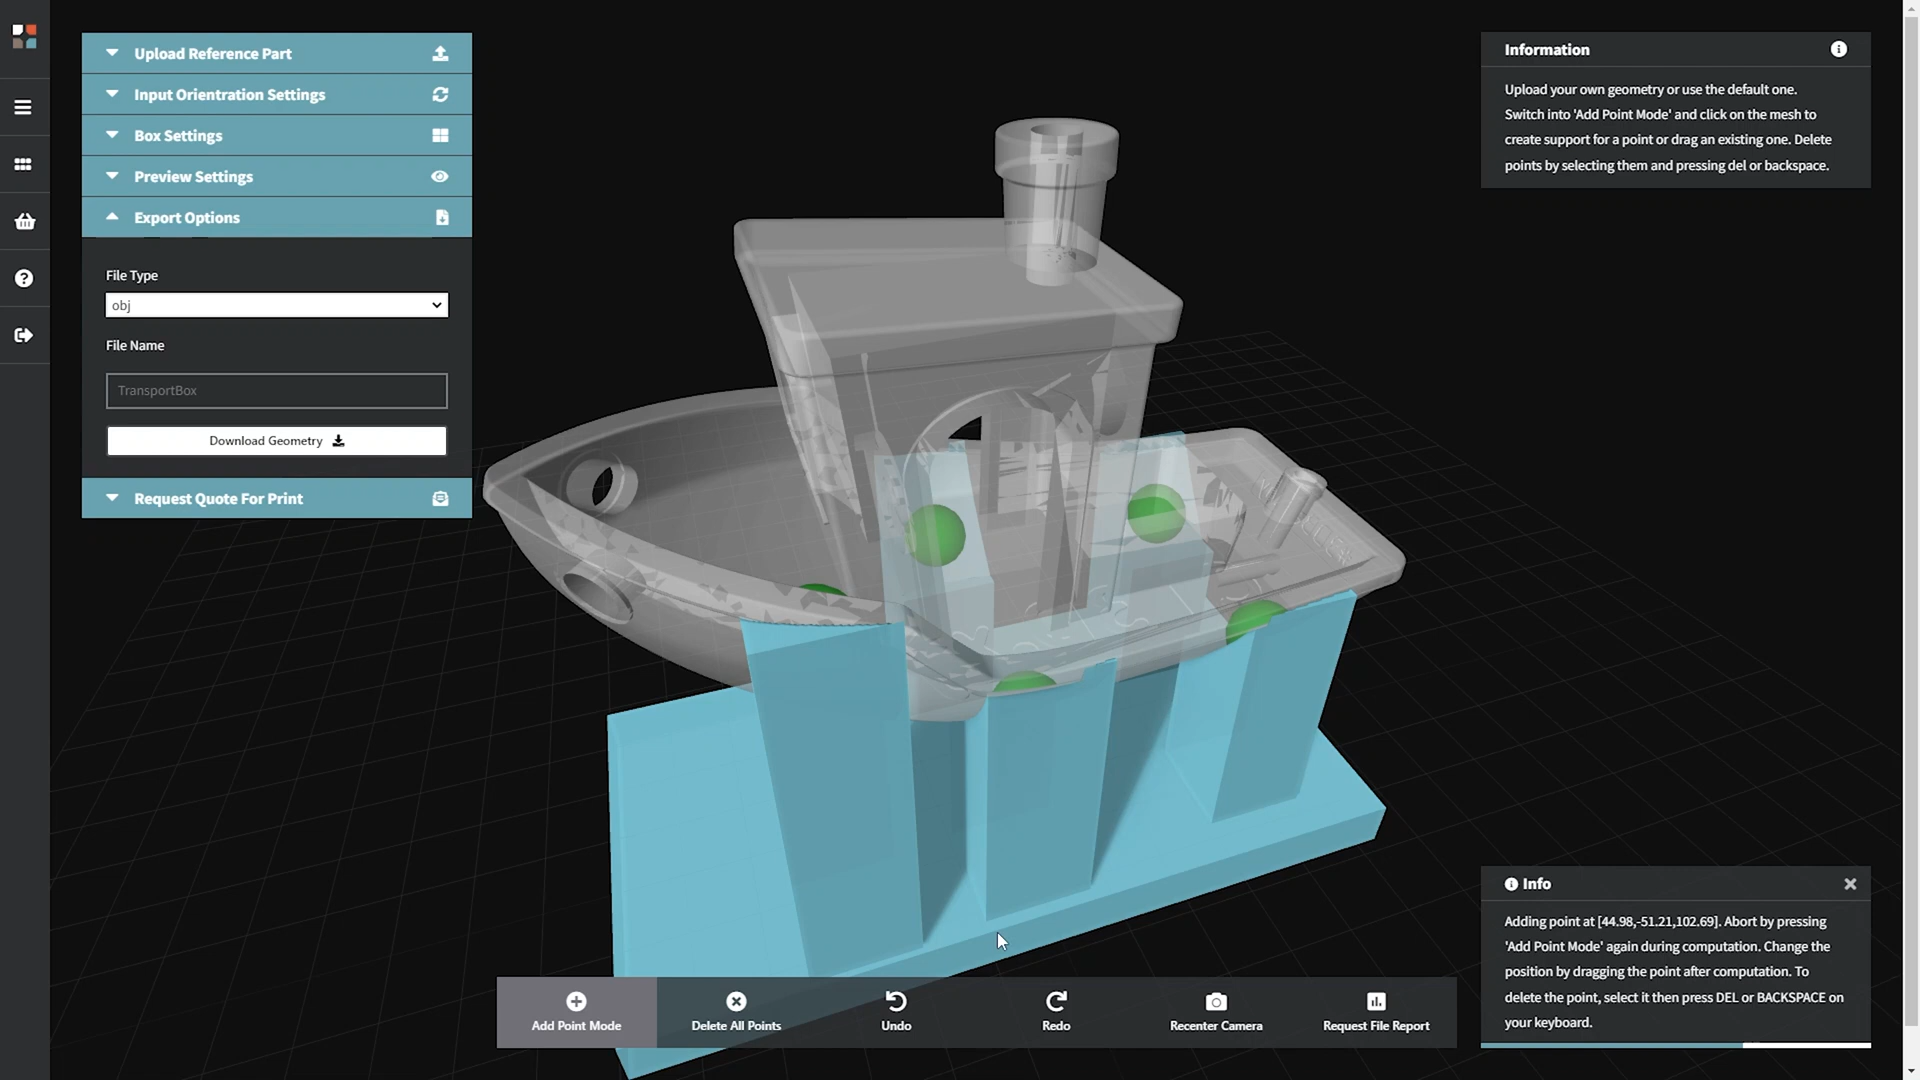 Upload Reference Part
Input Orientration Settings
Box Settings
Preview Settings
Export Options
File Type
obj
File Name
TransportBox
Download Geometry
Request Quote For Print
Information
Upload your own geometry or use the default one.
Switch into 'Add Point Mode' and click on the mesh to
create support for a point or drag an existing one. Delete
points by selecting them and pressing del or backspace.
Info
Adding point at [44.98,-51.21,102.69]. Abort by pressing
'Add Point Mode' again during computation. Change the
position by dragging the point after computation. To
delete the point, select it then press DEL or BACKSPACE on
your keyboard.
Add Point Mode
Delete All Points
Undo
Redo
Recenter Camera
Request File Report